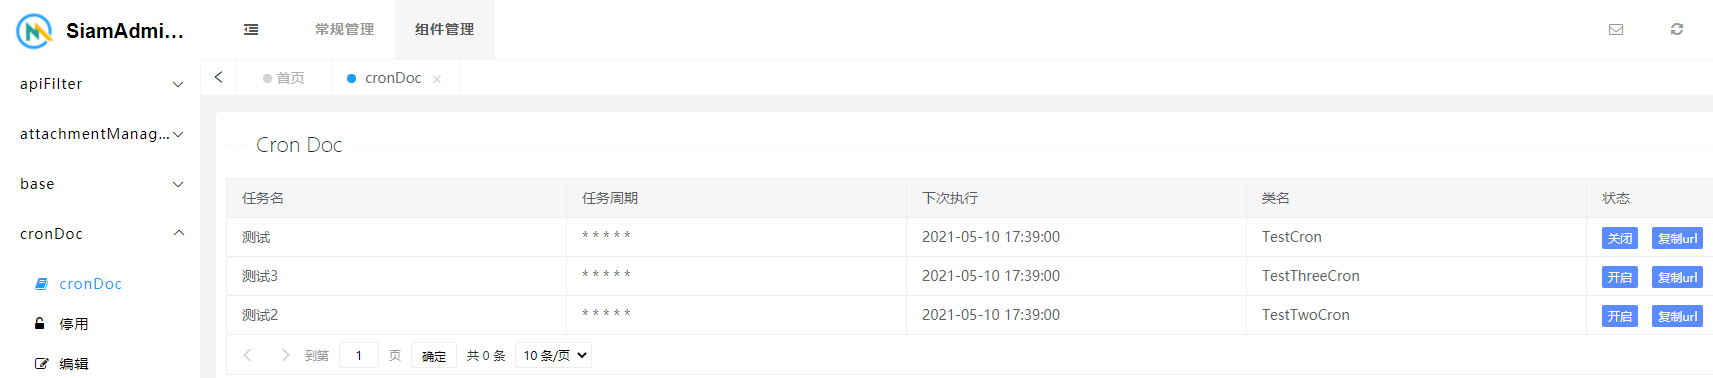 SiamAdmi...
常规管理
组件管理
apiFilter
attachmentManag...
base
cronDoc
cronDoc
停用
编辑
首页
cronDoc
Cron Doc
任务名 任务周期 下次执行 类名 状态
测试 * * * * * 2021-05-10 17:39:00 TestCron 关闭 复制url
测试3 * * * * * 2021-05-10 17:39:00 TestThreeCron 开启 复制url
测试2 * * * * * 2021-05-10 17:39:00 TestTwoCron 开启 复制url
到第 1 页 确定 共 0 条 10 条/页